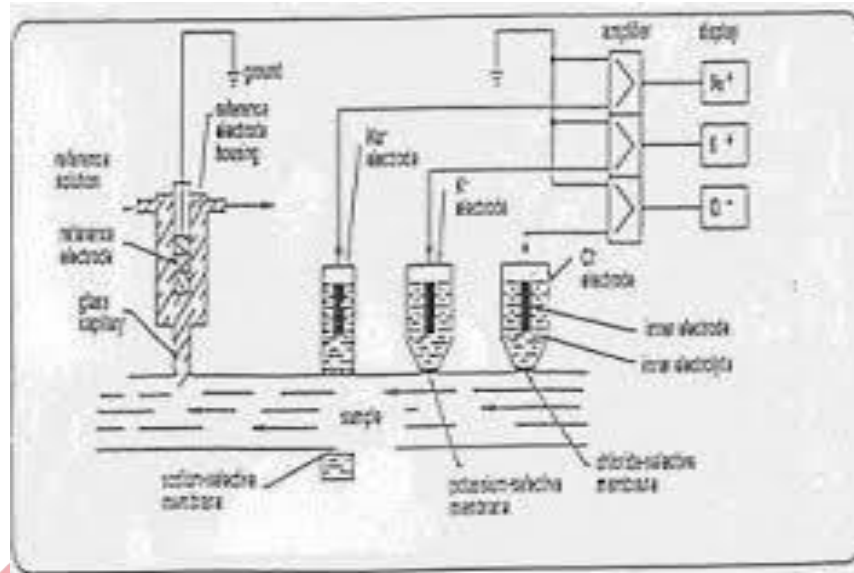 amplifier
display
ground
reference
electrode
housing
reference
solution
Na+
electrode
Na+
K+
electrode
K+
Cl-
reference
electrode
Cl-
electrode
glass
capillary
inner electrode
inner electrolyte
sample
sodium-selective
membrane
potassium-selective
membrane
chloride-selective
membrane